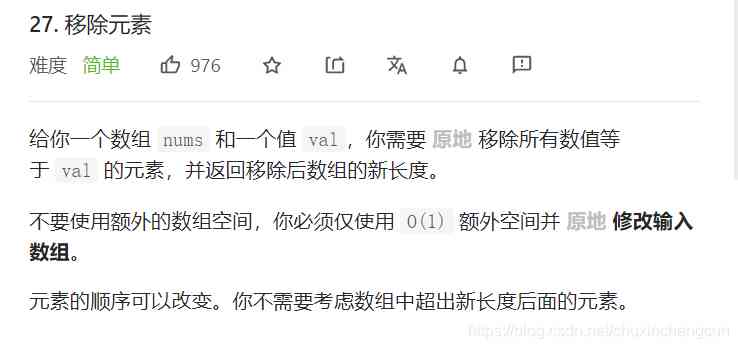 27. 移除元素
难度 简单 976
给你一个数组 nums 和一个值 val，你需要 原地 移除所有数值等
于 val 的元素，并返回移除后数组的新长度。
不要使用额外的数组空间，你必须仅使用 O(1) 额外空间并 原地 修改输入
数组。
元素的顺序可以改变。你不需要考虑数组中超出新长度后面的元素。
https://blog.csdn.net/chuxinchengcun